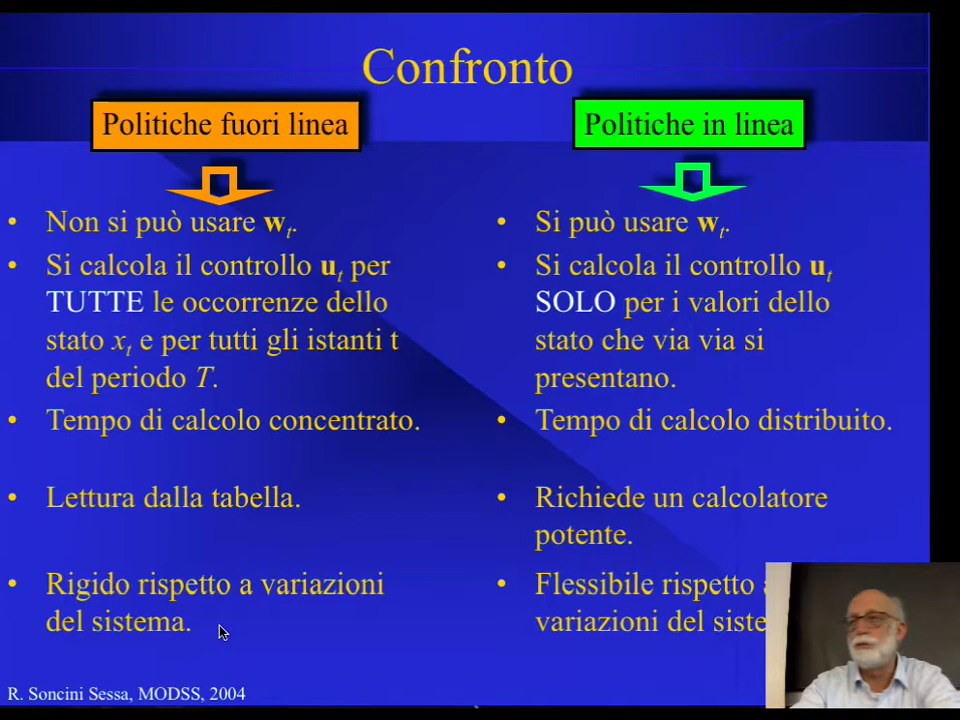 Confronto
Politiche fuori linea
Non si può usare wt.
Si calcola il controllo ut per
TUTTE le occorrenze dello
stato xt e per tutti gli istanti t
del periodo T.
Tempo di calcolo concentrato.
Lettura dalla tabella.
Rigido rispetto a variazioni
del sistema.
Politiche in linea
Si può usare wt.
Si calcola il controllo ut
SOLO per i valori dello
stato che via via si
presentano.
Tempo di calcolo distribuito.
Richiede un calcolatore
potente.
Flessibile rispetto
variazioni del
R. Soncini Sessa, MODSS, 2004